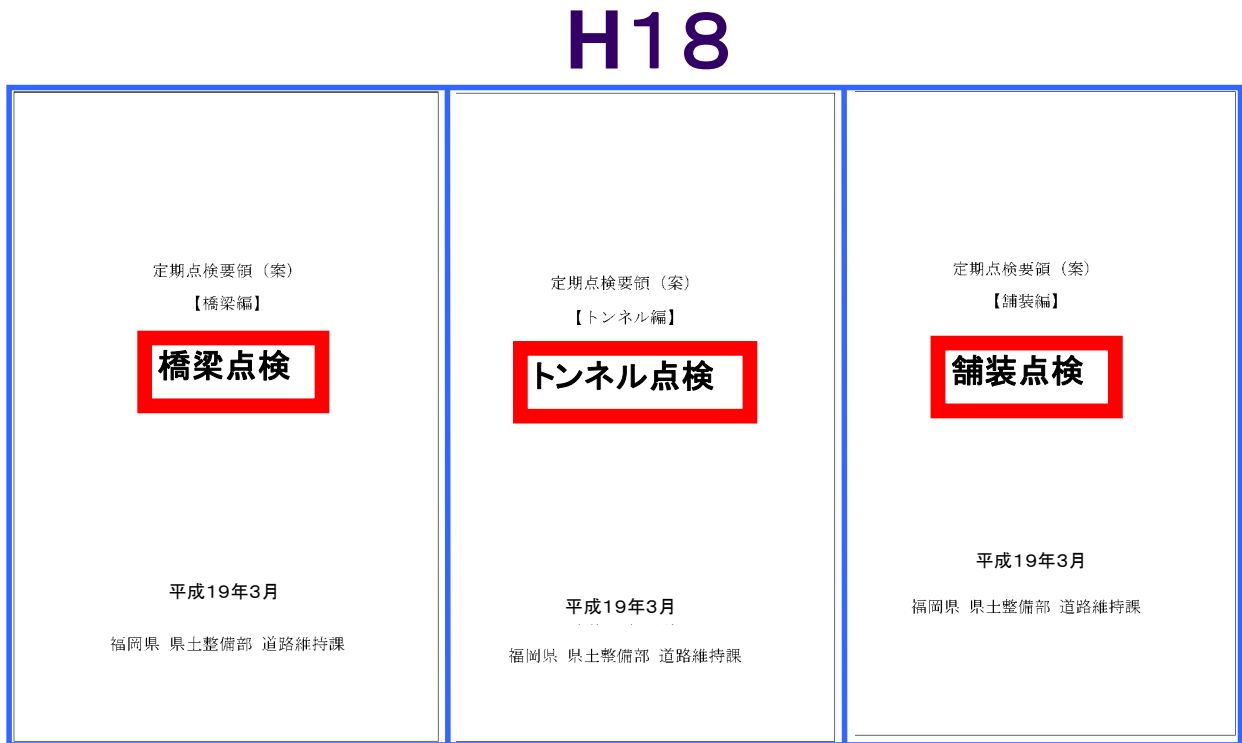 H18
定期点検要領（案）
【橋梁編】
橋梁点検
平成19年3月
福岡県 県土整備部 道路維持課
定期点検要領（案）
【トンネル編】
トンネル点検
平成19年3月
福岡県 県土整備部 道路維持課
定期点検要領（案）
【舗装編】
舗装点検
平成19年3月
福岡県 県土整備部 道路維持課